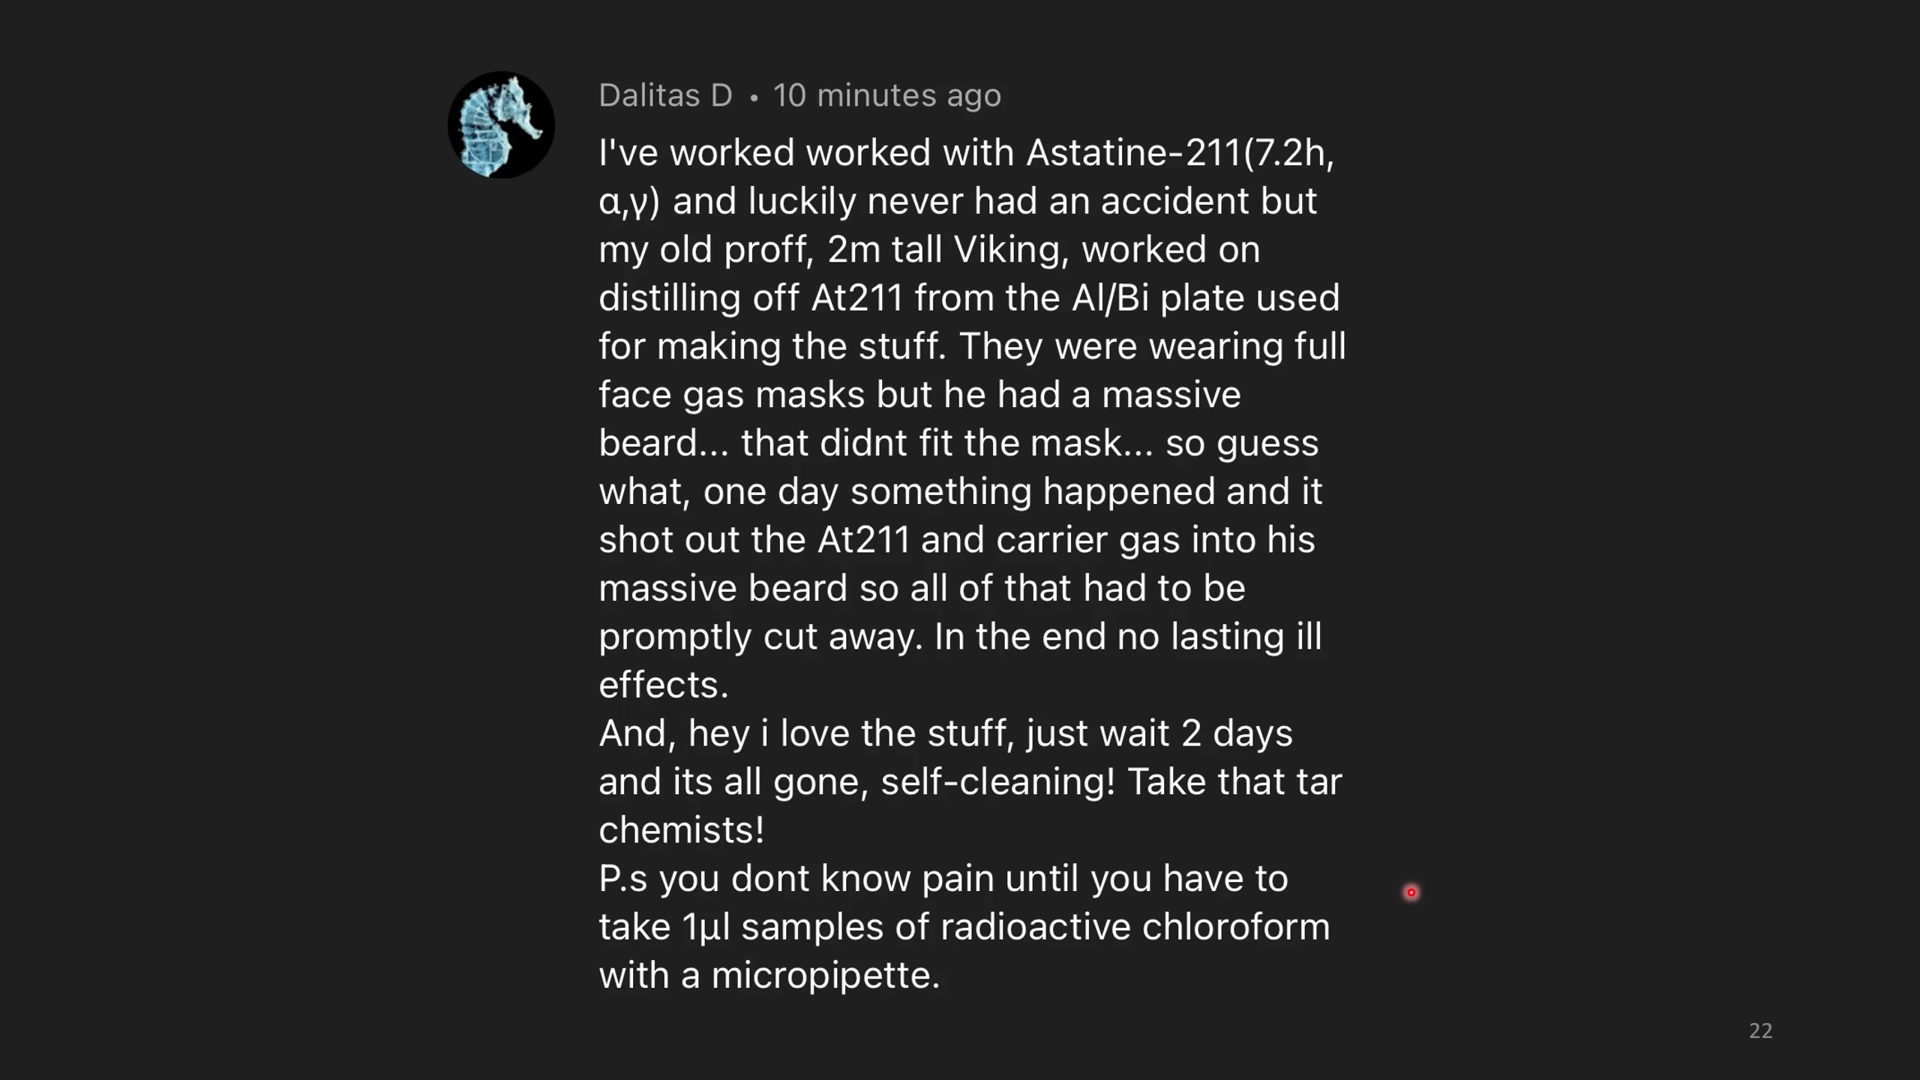 Dalitas D • 10 minutes ago
I've worked worked with Astatine-211(7.2h,
α,γ) and luckily never had an accident but
my old proff, 2m tall Viking, worked on
distilling off At211 from the Al/Bi plate used
for making the stuff. They were wearing full
face gas masks but he had a massive
beard... that didnt fit the mask... so guess
what, one day something happened and it
shot out the At211 and carrier gas into his
massive beard so all of that had to be
promptly cut away. In the end no lasting ill
effects.
And, hey i love the stuff, just wait 2 days
and its all gone, self-cleaning! Take that tar
chemists!
P.s you dont know pain until you have to
take 1µl samples of radioactive chloroform
with a micropipette.
22